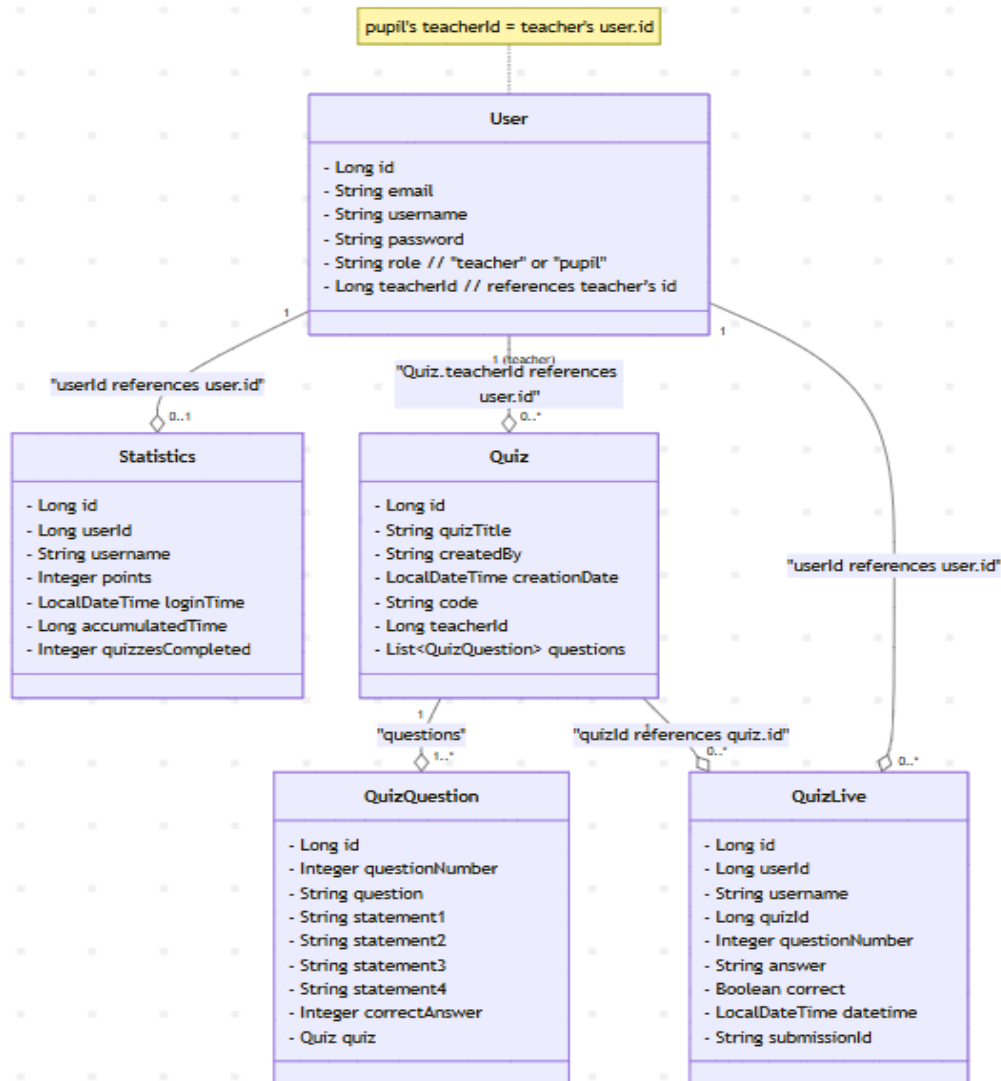 pupil's teacherId = teacher's user.id
User
- Long id
- String email
- String username
- String password
- String role // "teacher" or "pupil"
- Long teacherId // references teacher's id
1
1 (teacher)
1
"userId references user.id"
"Quiz.teacherId references
user.id"
0..1
0..*
Statistics
- Long id
- Long userId
- String username
- Integer points
- LocalDateTime loginTime
- Long accumulatedTime
- Integer quizzesCompleted
Quiz
- Long id
- String quizTitle
- String createdBy
- LocalDateTime creationDate
- String code
- Long teacherId
- List<QuizQuestion> questions
"userId references user.id"
1
"questions"
1..*
1
"quizId references quiz.id"
0..*
0..*
QuizQuestion
- Long id
- Integer questionNumber
- String question
- String statement1
- String statement2
- String statement3
- String statement4
- Integer correctAnswer
- Quiz quiz
QuizLive
- Long id
- Long userId
- String username
- Long quizId
- Integer questionNumber
- String answer
- Boolean correct
- LocalDateTime datetime
- String submissionId